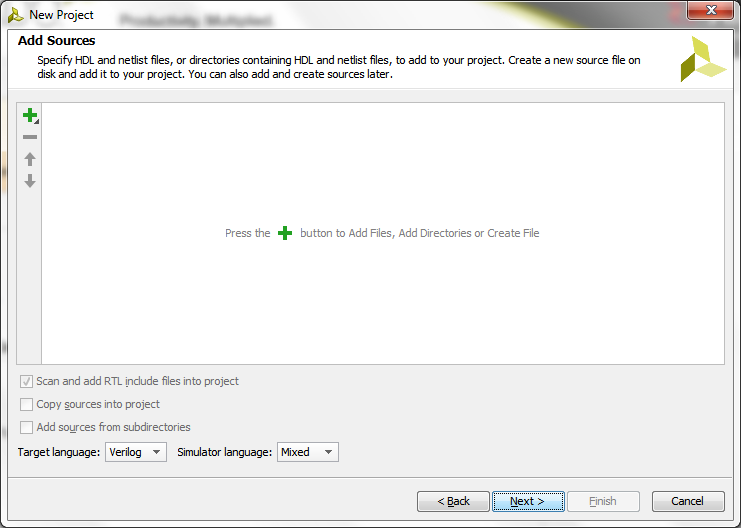 New Project
Productivity. Multiplied.
Add Sources
Specify HDL and netlist files, or directories containing HDL and netlist files, to add to your project. Create a new source file on
disk and add it to your project. You can also add and create sources later.
Press the + button to Add Files, Add Directories or Create File
Scan and add RTL include files into project
Copy sources into project
Add sources from subdirectories
Target language: Verilog Simulator language: Mixed
< Back Next > Finish Cancel